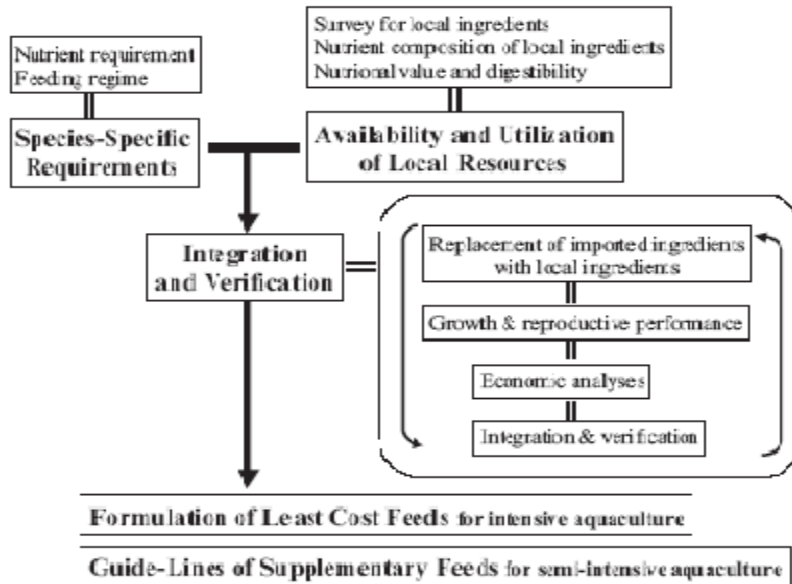 Nutrient requirement
Feeding regime
Survey for local ingredients
Nutrient composition of local ingredients
Nutrional value and digestibility
Species-Specific
Requirements
Availability and Utilization
of Local Resources
Integration
and Verification
Replacement of imported ingredients
with local ingredients
Growth & reproductive performance
Economic analyses
Integration & verification
Formulation of Least Cost Feeds for intensive aquaculture
Guide-Lines of Supplementary Feeds for semi-intensive aquaculture